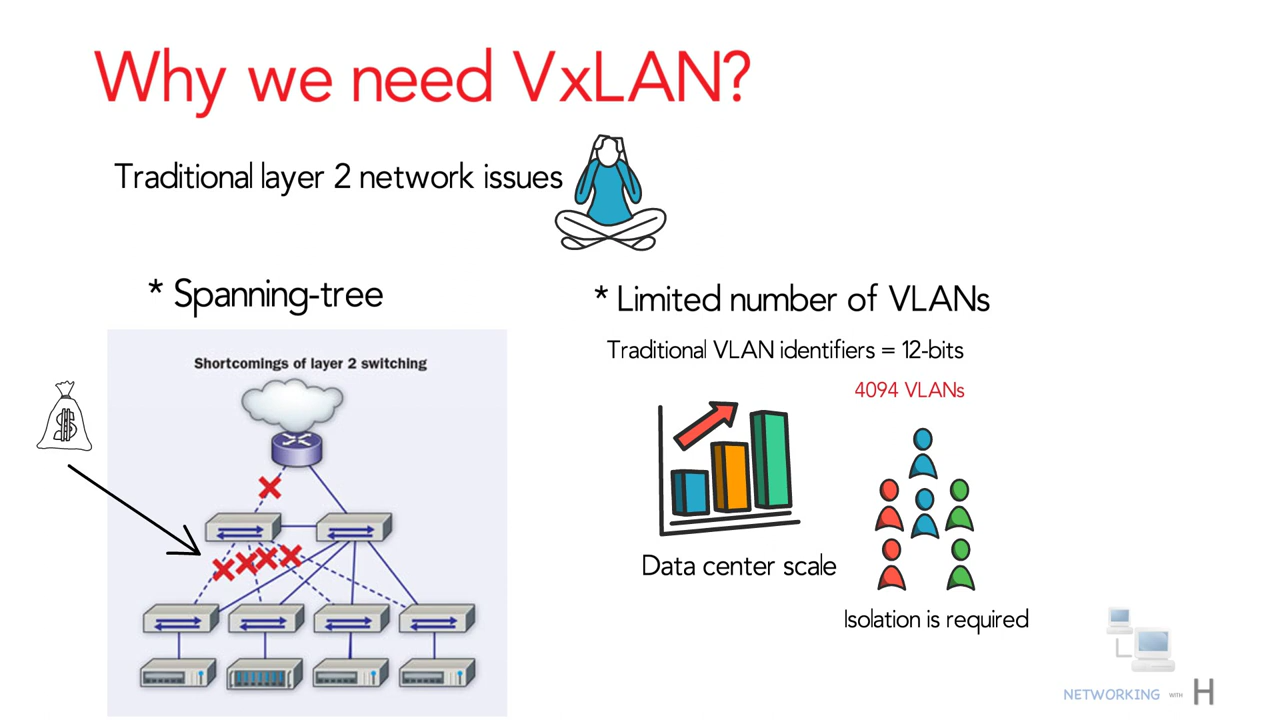 Why we need VxLAN?
Traditional layer 2 network issues
* Spanning-tree
Shortcomings of layer 2 switching
$
* Limited number of VLANs
Traditional VLAN identifiers = 12-bits
4094 VLANs
Data center scale
Isolation is required
NETWORKING WITH H